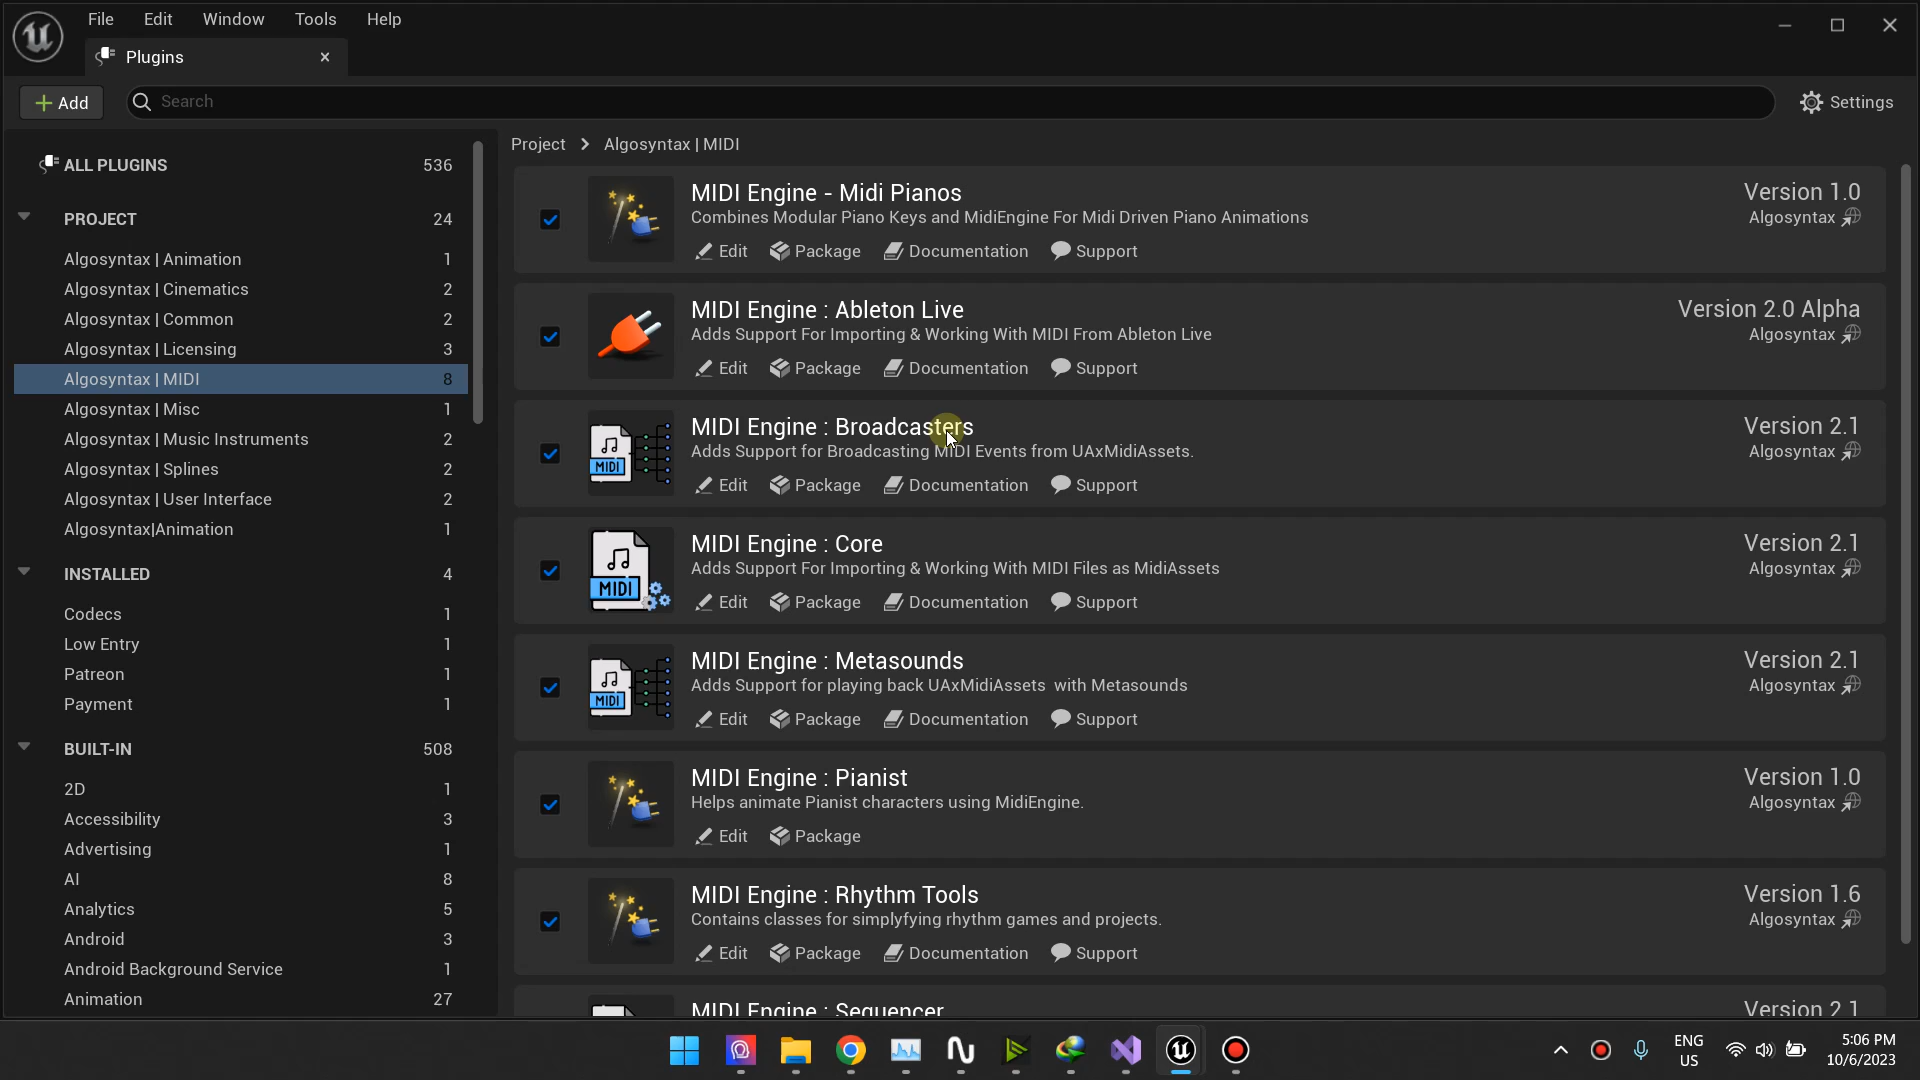 File Edit Window Tools Help
Plugins
Add
Search
Settings
ALL PLUGINS 536
PROJECT 24
Algosyntax | Animation 1
Algosyntax | Cinematics 2
Algosyntax | Common 2
Algosyntax | Licensing 3
Algosyntax | MIDI 8
Algosyntax | Misc 1
Algosyntax | Music Instruments 2
Algosyntax | Splines 2
Algosyntax | User Interface 2
Algosyntax|Animation 1
INSTALLED 4
Codecs 1
Low Entry 1
Patreon 1
Payment 1
BUILT-IN 508
2D 1
Accessibility 3
Advertising 1
AI 8
Analytics 5
Android 3
Android Background Service 1
Animation 27
Project > Algosyntax | MIDI
MIDI Engine - Midi Pianos Version 1.0
Combines Modular Piano Keys and MidiEngine For Midi Driven Piano Animations Algosyntax
Edit Package Documentation Support
MIDI Engine : Ableton Live Version 2.0 Alpha
Adds Support For Importing & Working With MIDI From Ableton Live Algosyntax
Edit Package Documentation Support
MIDI Engine : Broadcasters Version 2.1
Adds Support for Broadcasting MIDI Events from UAxMidiAssets. Algosyntax
MIDI
Edit Package Documentation Support
MIDI Engine : Core Version 2.1
Adds Support For Importing & Working With MIDI Files as MidiAssets Algosyntax
MIDI
Edit Package Documentation Support
MIDI Engine : Metasounds Version 2.1
Adds Support for playing back UAxMidiAssets  with Metasounds Algosyntax
MIDI
Edit Package Documentation Support
MIDI Engine : Pianist Version 1.0
Helps animate Pianist characters using MidiEngine. Algosyntax
Edit Package
MIDI Engine : Rhythm Tools Version 1.6
Contains classes for simplyfying rhythm games and projects. Algosyntax
Edit Package Documentation Support
MIDI Engine : Sequencer Version 2.1
ENG
US
5:06 PM
10/6/2023